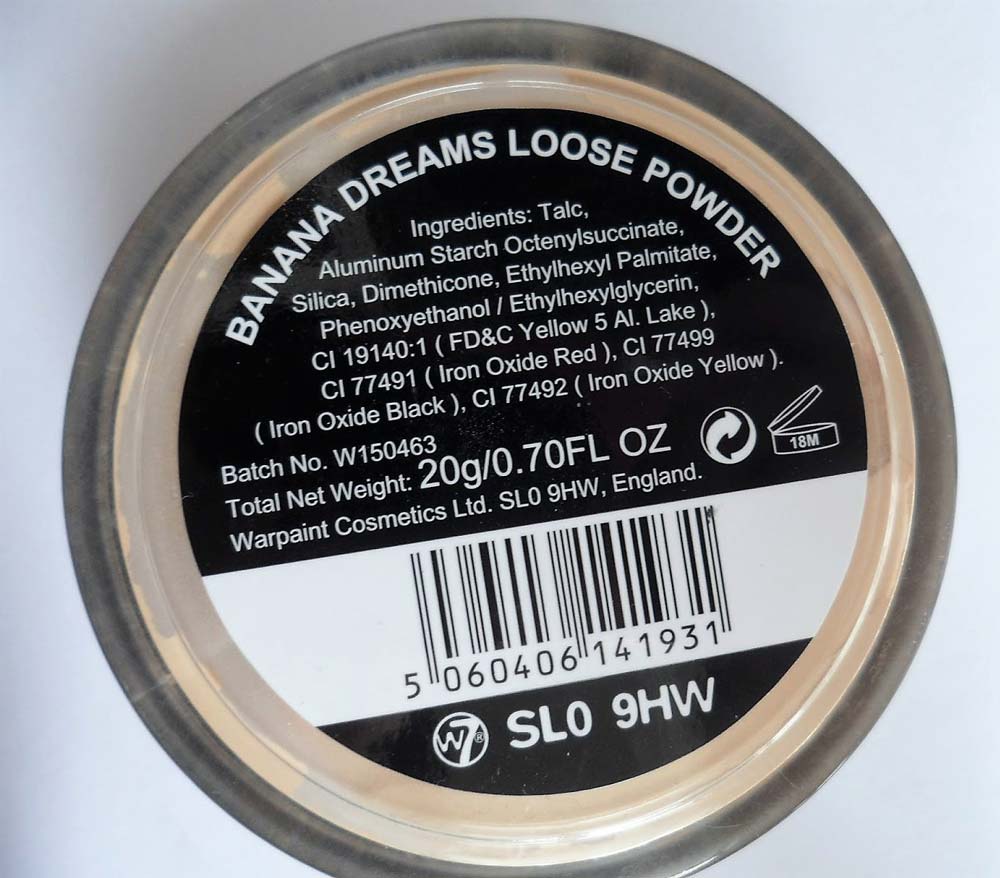 BANANA DREAMS LOOSE POWDER
Ingredients: Talc,
Aluminum Starch Octenylsuccinate,
Silica, Dimethicone, Ethylhexyl Palmitate,
Phenoxyethanol / Ethylhexylglycerin,
CI 19140:1 ( FD&C Yellow 5 Al. Lake ),
CI 77491 ( Iron Oxide Red ), CI 77499
( Iron Oxide Black ), CI 77492 ( Iron Oxide Yellow ).
Batch No. W150463
Total Net Weight: 20g/0.70FL OZ
18M
Warpaint Cosmetics Ltd. SL0 9HW, England.
5 060406 141931
W7® SL0 9HW